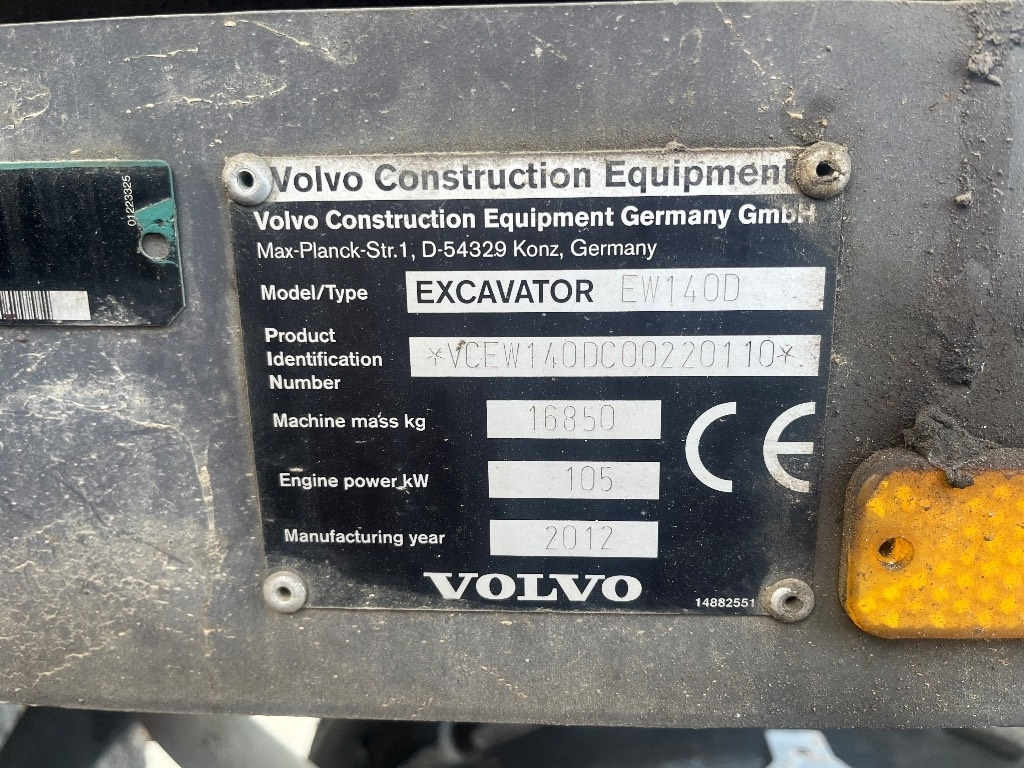 01223325
Volvo Construction Equipment
Volvo Construction Equipment Germany GmbH
Max-Planck-Str.1, D-54329 Konz, Germany
Model/Type EXCAVATOR EW140D
Product
Identification
Number
*VCEW140DC00220110*
Machine mass kg 16850
Engine power kW 105
Manufacturing year 2012
CE
VOLVO
14882551